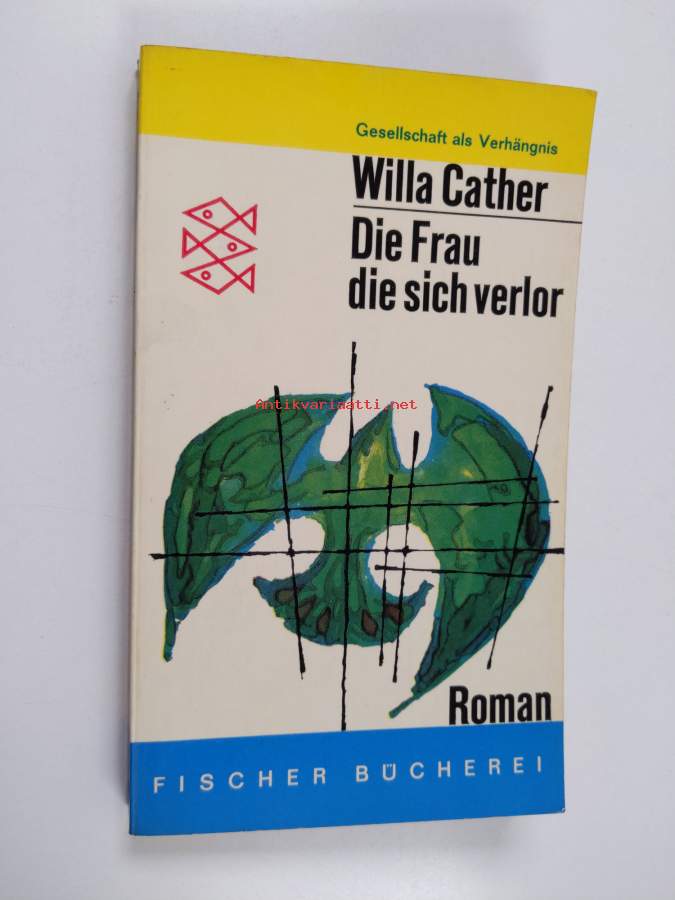 Gesellschaft als Verhängnis
Willa Cather
Die Frau
die sich verlor
Antikvariaatti.net
Roman
FISCHER BÜCHEREI